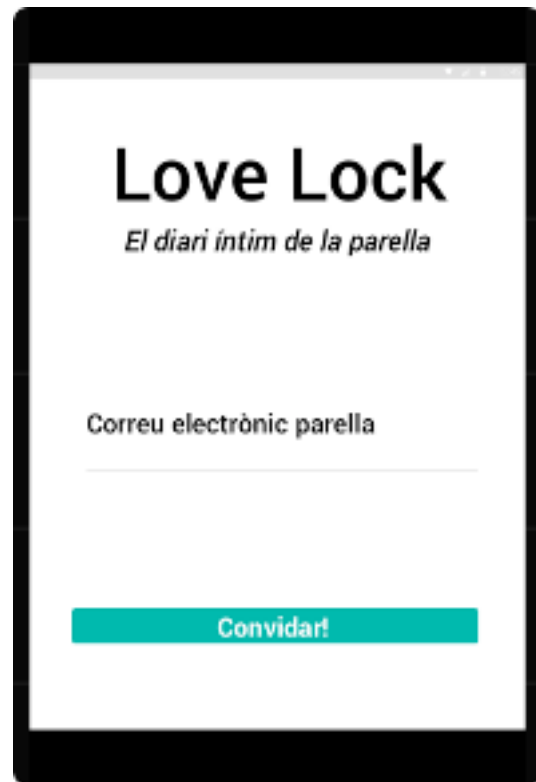 Love Lock
El diari íntim de la parella
Correu electrònic parella
Convidar!